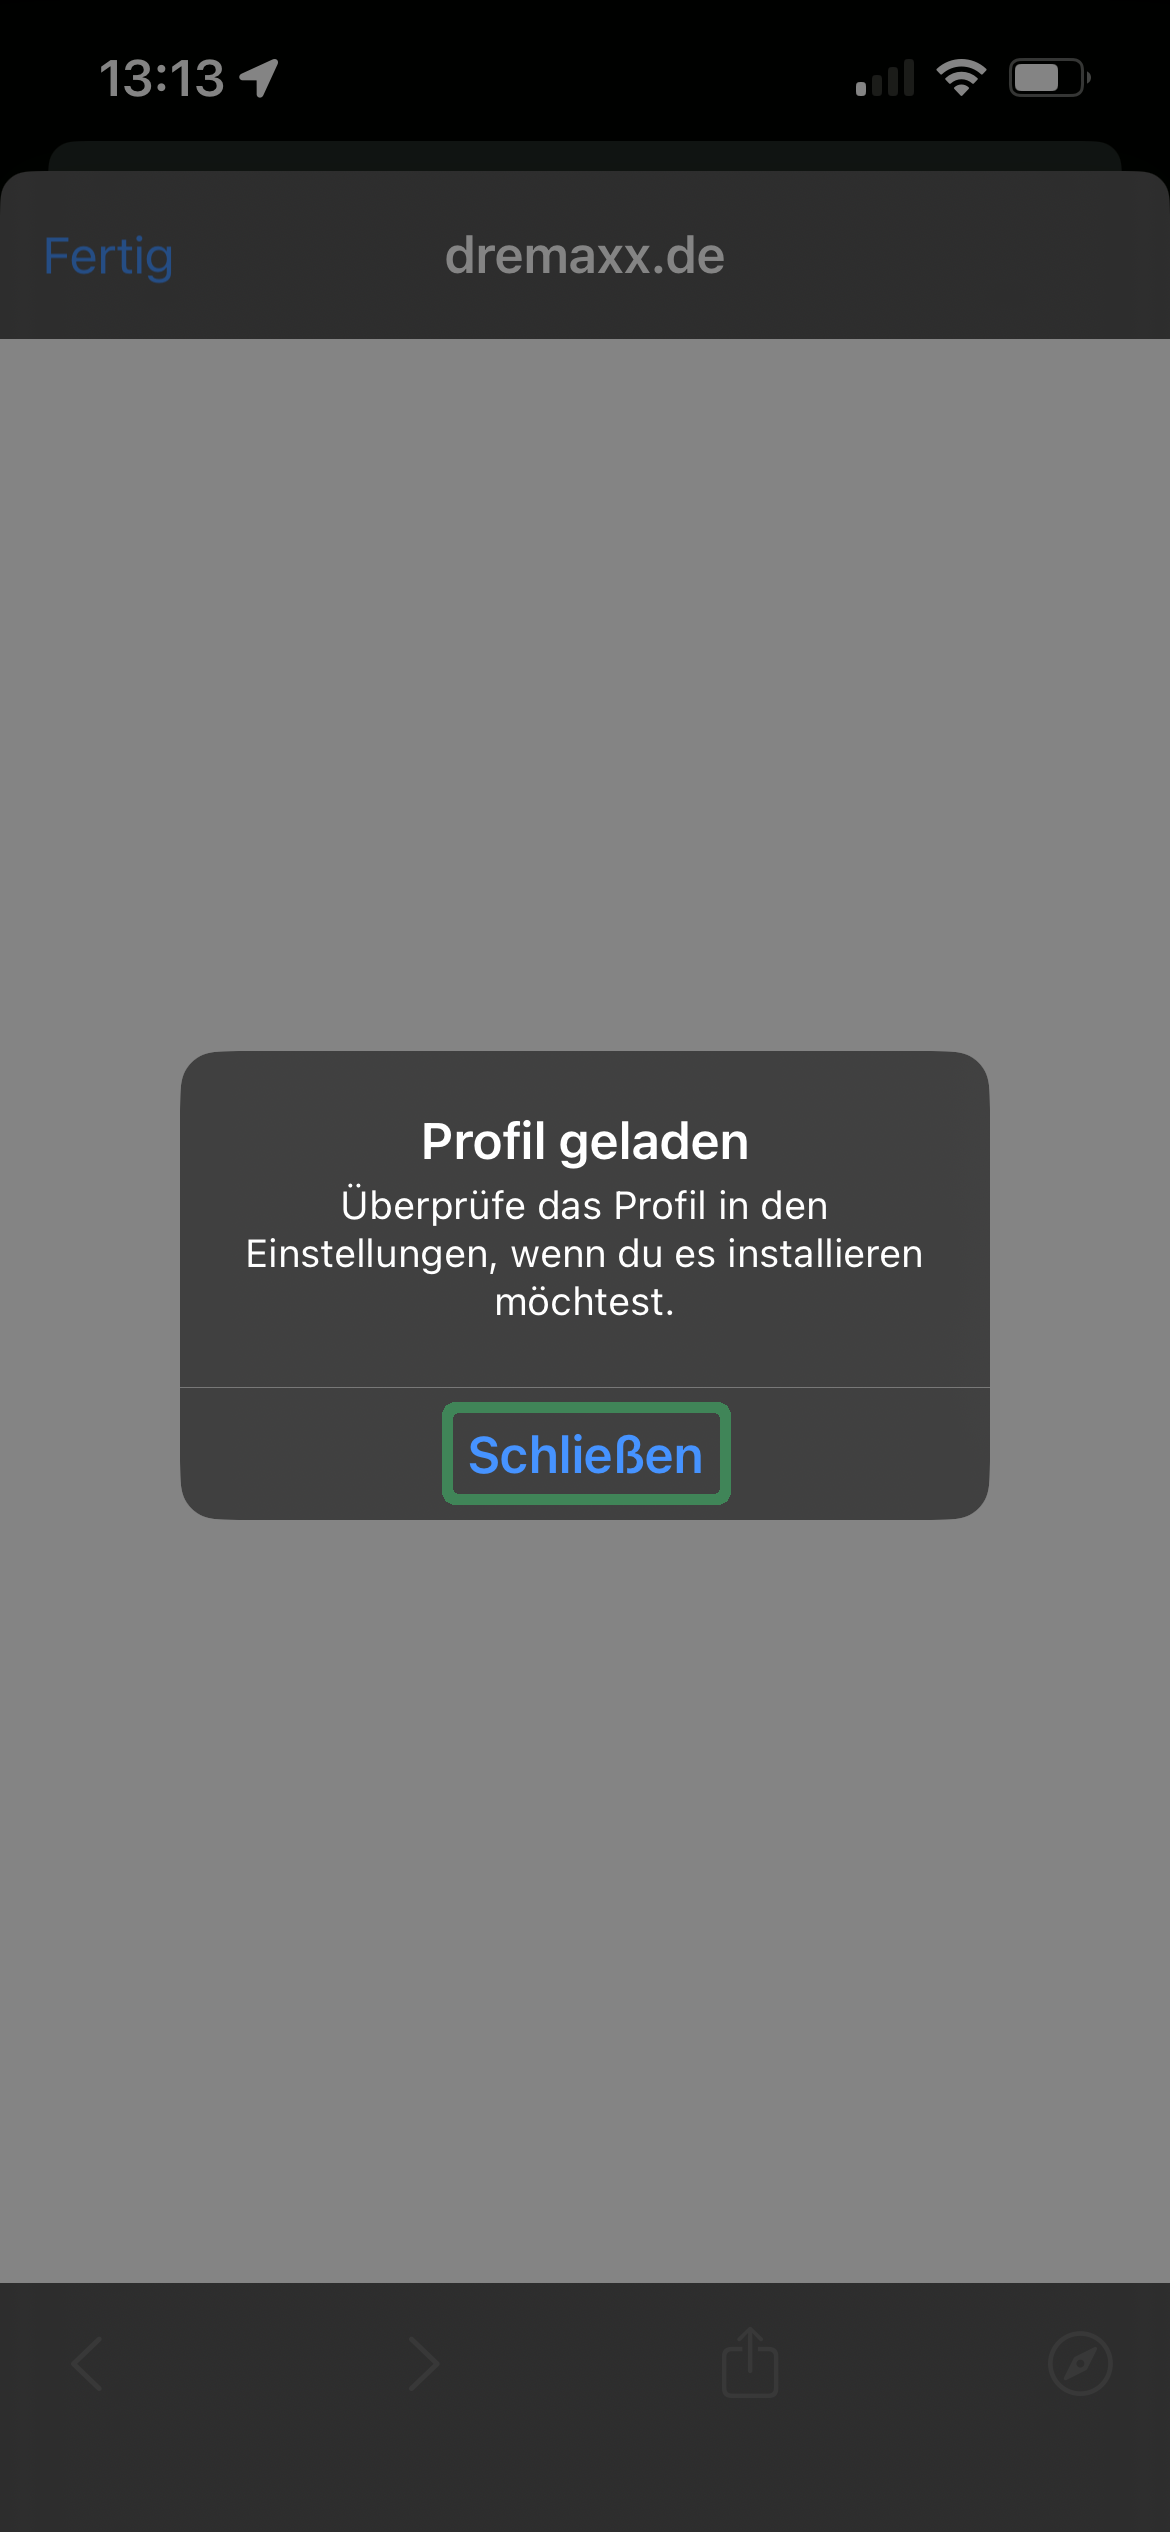 13:13
Fertig
dremaxx.de
Profil geladen
Überprüfe das Profil in den
Einstellungen, wenn du es installieren
möchtest.
Schließen